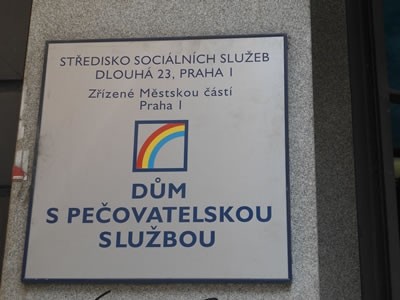 STŘEDISKO SOCIÁLNÍCH SLUŽEB
DLOUHÁ 23, PRAHA 1
Zřízené Městskou částí
Praha 1
DŮM
S PEČOVATELSKOU
SLUŽBOU